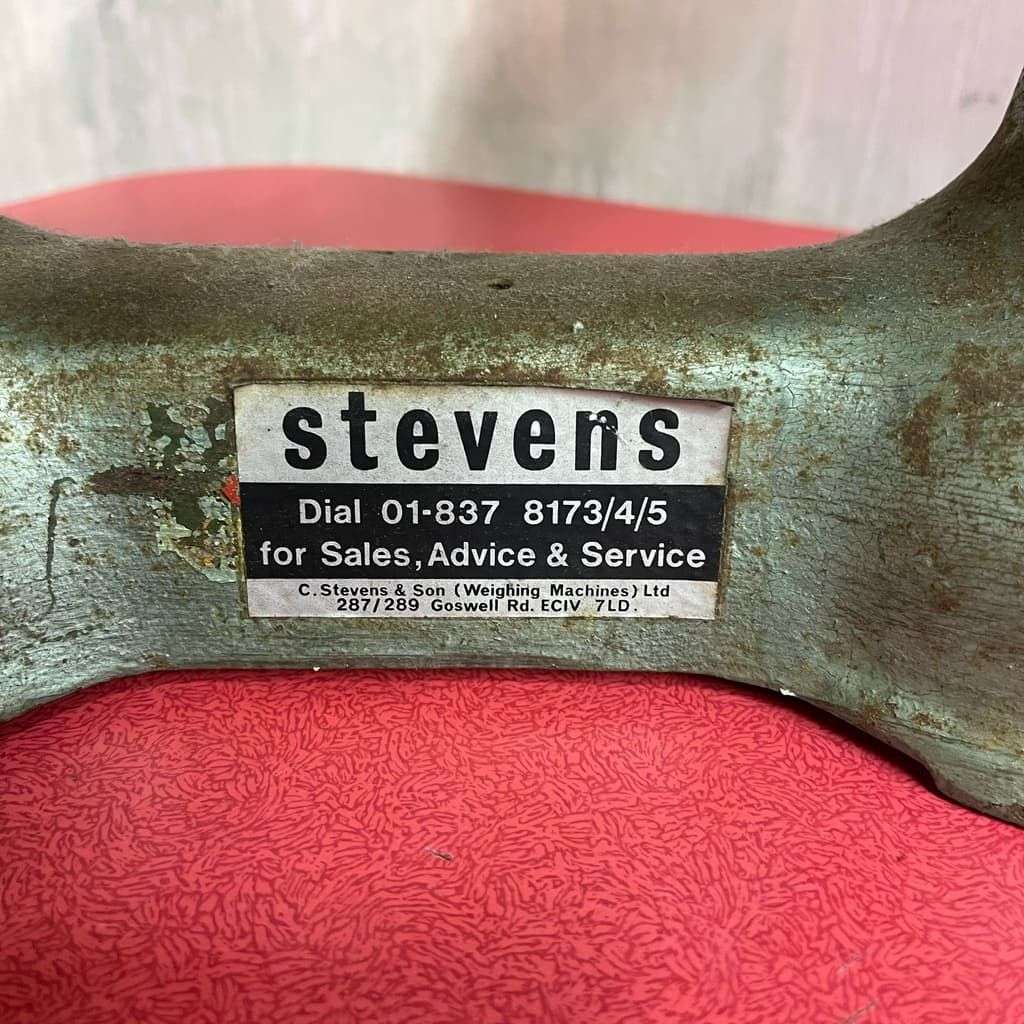 stevens
Dial 01-837 8173/4/5
for Sales, Advice & Service
C. Stevens & Son (Weighing Machines) Ltd
287/289 Goswell Rd. ECIV 7LD.